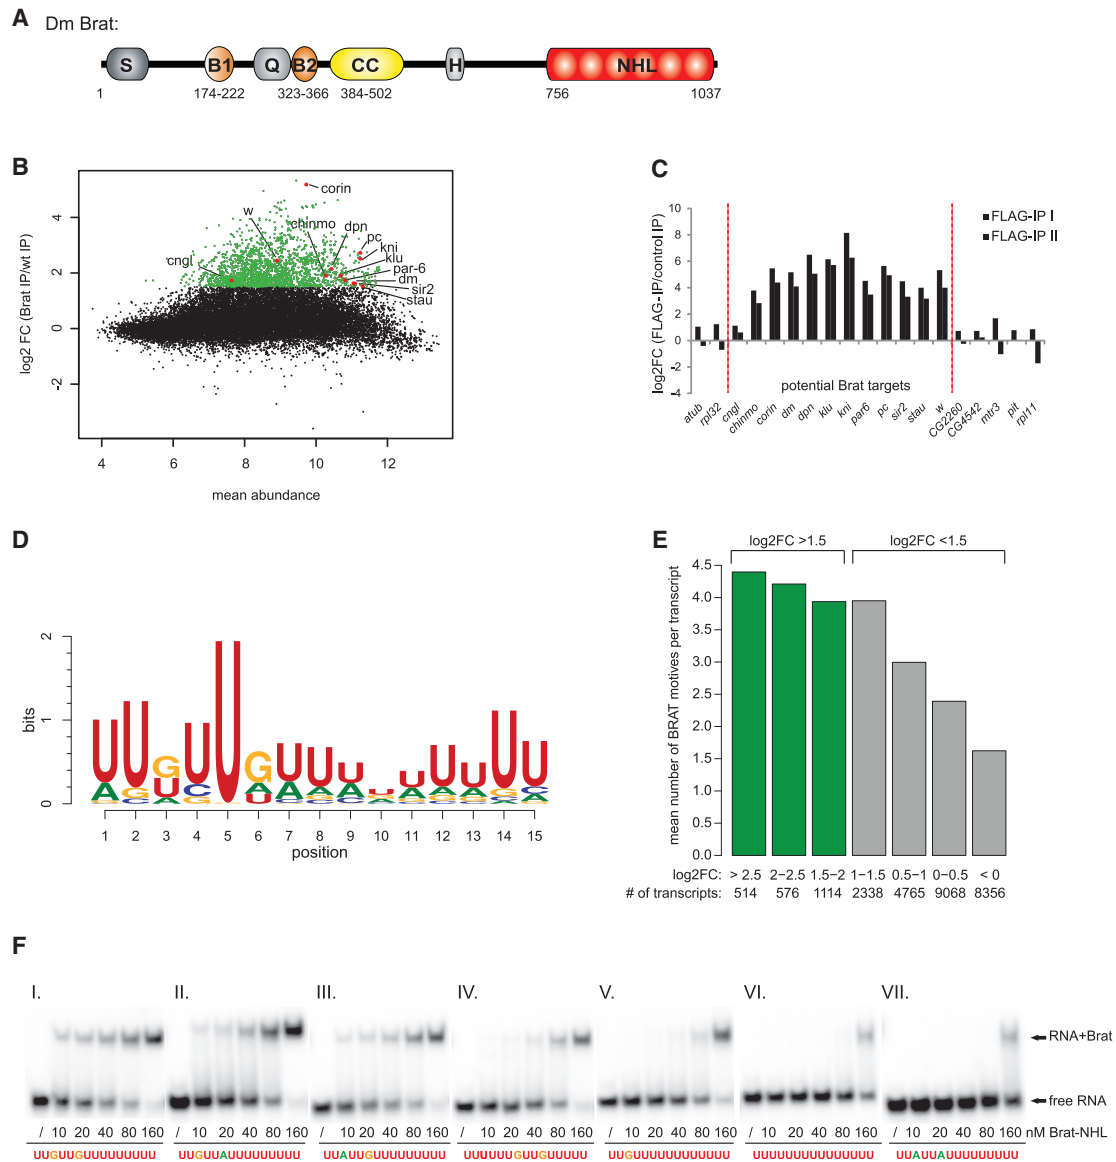 A
Dm Brat:
S
B1
Q
B2
CC
H
NHL
1
174-222
323-366
384-502
756
1037
B
log2 FC (Brat IP/wt IP)
4
2
0
-2
4 6 8 10 12
mean abundance
corin
w
chinmo
dpn
pc
kni
cngl
klu
par-6
dm
sir2
stau
C
log2FC (FLAG-IP/control IP)
10
8
6
4
2
0
-2
-4
FLAG-IP I
FLAG-IP II
potential Brat targets
atub rpl32 cngl chinmo corin dm dpn klu kni par6 pc sir2 stau w CG2260 CG4542 mtr3 pit rpl11
D
bits
2
1
0
UUGUUGUUUUUUUUU
1 2 3 4 5 6 7 8 9 10 11 12 13 14 15
position
E
log2FC >1.5
log2FC <1.5
mean number of BRAT motives per transcript
4.5
4.0
3.5
3.0
2.5
2.0
1.5
1.0
0.5
0.0
log2FC: > 2.5 2-2.5 1.5-2 1-1.5 0.5-1 0-0.5 < 0
# of transcripts: 514 576 1114 2338 4765 9068 8356
F
I. II. III. IV. V. VI. VII.
RNA+Brat
free RNA
/ 10 20 40 80 160
/ 10 20 40 80 160
/ 10 20 40 80 160
/ 10 20 40 80 160
/ 10 20 40 80 160
/ 10 20 40 80 160
/ 10 20 40 80 160 nM Brat-NHL
UUGUUGUUUUUUUUU
UUGUUAUUUUUUUUU
UUAUUGUUUUUUUUU
UUUUUUGUUGUUUUU
UUGUUUUUUUUUUUU
UUUUUUUUUUUUUUU
UUAUUAUUUUUUUUU